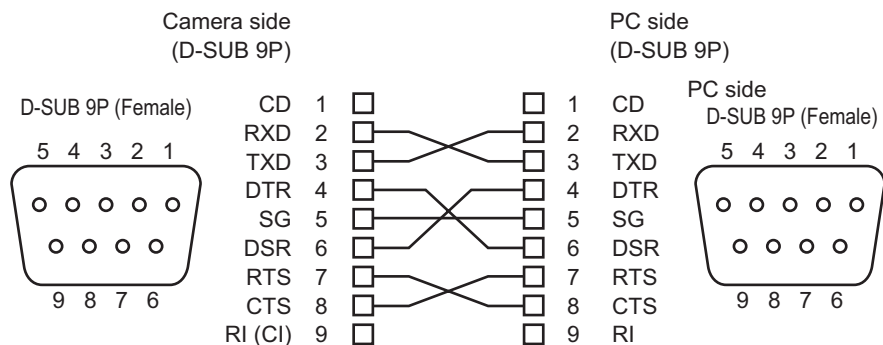 Camera side
(D-SUB 9P)
PC side
(D-SUB 9P)
D-SUB 9P (Female)
5 4 3 2 1
9 8 7 6
CD 1
RXD 2
TXD 3
DTR 4
SG 5
DSR 6
RTS 7
CTS 8
RI (CI) 9
1 CD
2 RXD
3 TXD
4 DTR
5 SG
6 DSR
7 RTS
8 CTS
9 RI
PC side
D-SUB 9P (Female)
5 4 3 2 1
9 8 7 6